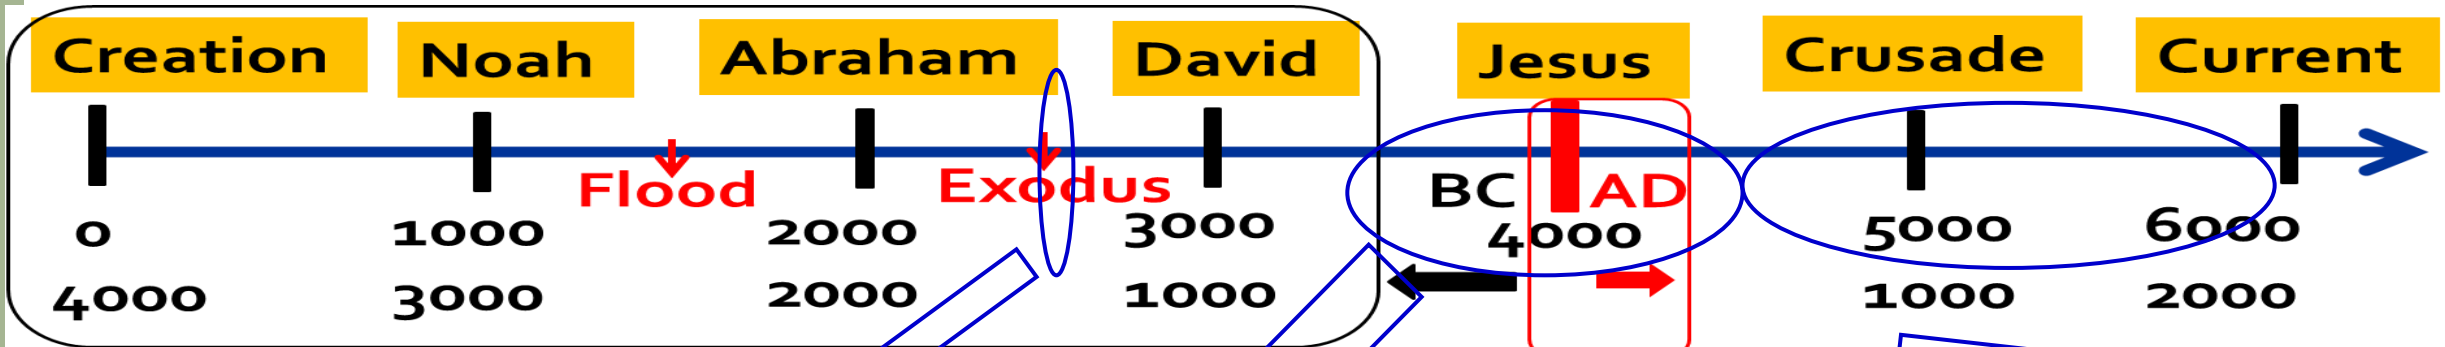 Creation Noah Abraham David Jesus Crusade Current
Flood Exodus BC AD
0 1000 2000 3000 4000 5000 6000
4000 3000 2000 1000 1000 2000